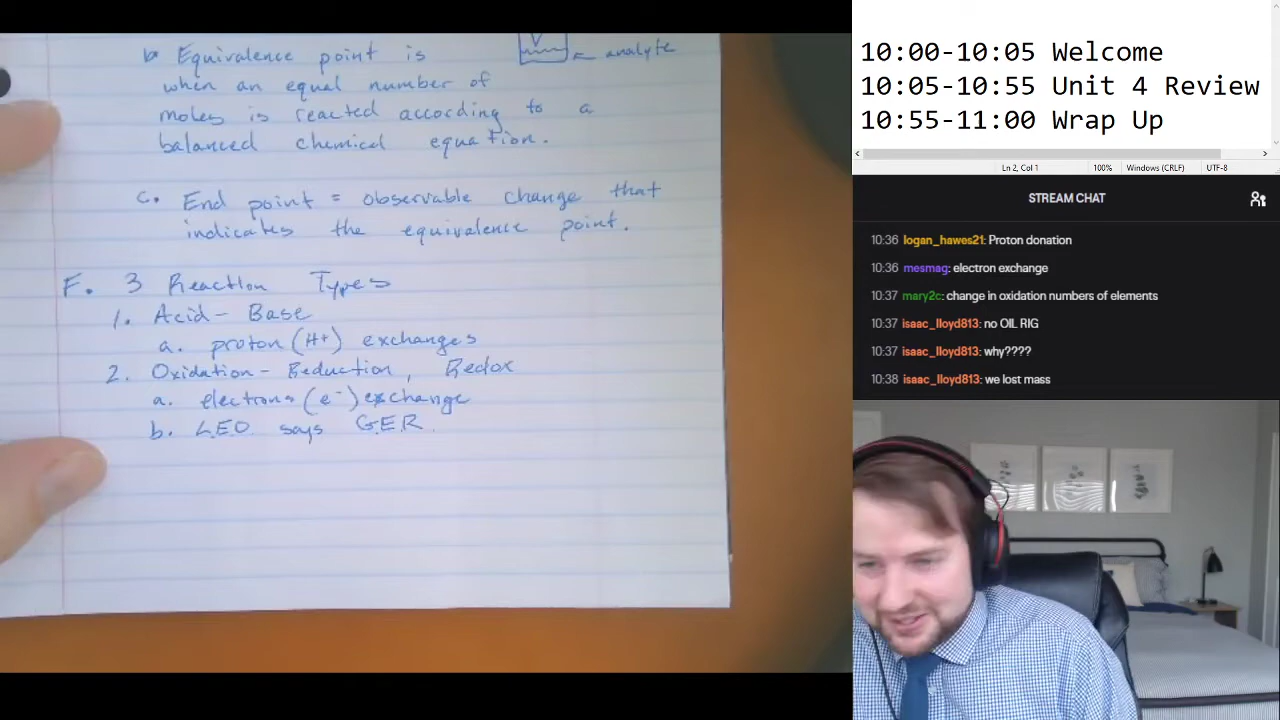 b Equivalence point is
← analyte
when an equal number of
moles is reacted according to a
balanced chemical equation.
c. End point = observable change that
indicates the equivalence point.
F. 3 Reaction Types
1. Acid-Base
a. proton (H+) exchanges
2. Oxidation-Reduction, Redox
a. electrons (e-) exchange
b. L.E.O says G.E.R.
10:00-10:05 Welcome
10:05-10:55 Unit 4 Review
10:55-11:00 Wrap Up
Ln 2, Col 1 100% Windows (CRLF) UTF-8
STREAM CHAT
10:36 logan_hawes21: Proton donation
10:36 mesmag: electron exchange
10:37 mary2c: change in oxidation numbers of elements
10:37 isaac_lloyd813: no OIL RIG
10:37 isaac_lloyd813: why????
10:38 isaac_lloyd813: we lost mass